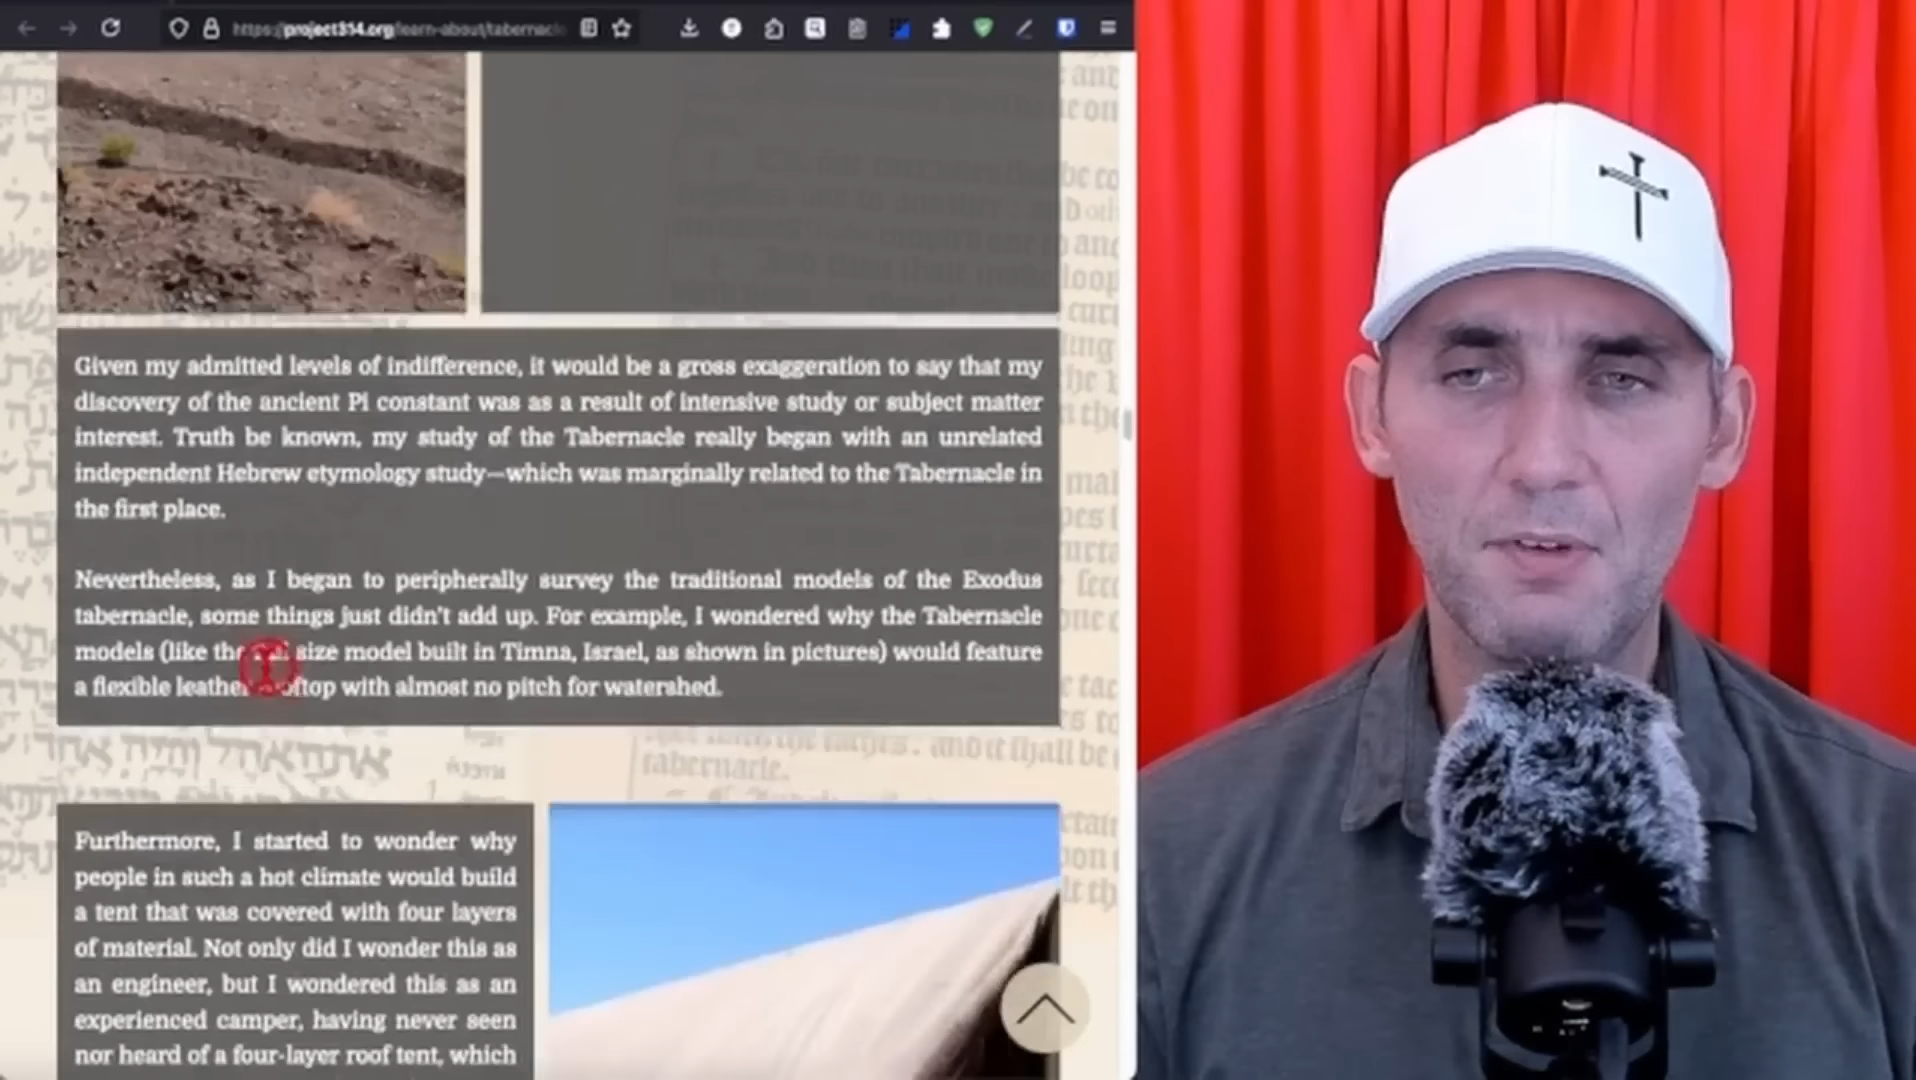 https://project314.org/learn-about/tabernacle
Given my admitted levels of indifference, it would be a gross exaggeration to say that my
discovery of the ancient Pi constant was as a result of intensive study or subject matter
interest. Truth be known, my study of the Tabernacle really began with an unrelated
independent Hebrew etymology study—which was marginally related to the Tabernacle in
the first place.
Nevertheless, as I began to peripherally survey the traditional models of the Exodus
tabernacle, some things just didn't add up. For example, I wondered why the Tabernacle
models (like the size model built in Timna, Israel, as shown in pictures) would feature
a flexible leather rooftop with almost no pitch for watershed.
tabernacle.
Furthermore, I started to wonder why
people in such a hot climate would build
a tent that was covered with four layers
of material. Not only did I wonder this as
an engineer, but I wondered this as an
experienced camper, having never seen
nor heard of a four-layer roof tent, which